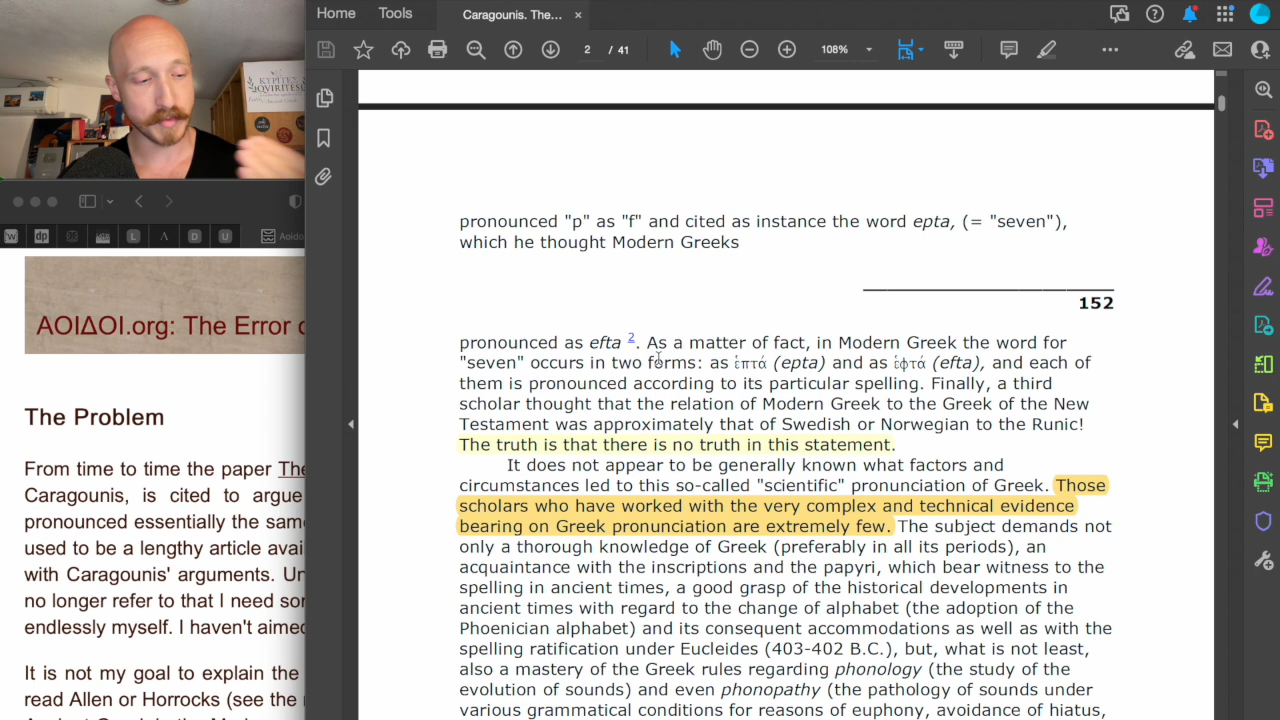 Home Tools Caragounis. The... ×
2 / 41 108%
ΚΥΡΙΤΕΣ
QVIRITES
w dp L Λ D U Aoido
AOIΔOI.org: The Error o
The Problem
From time to time the paper The
Caragounis, is cited to argue
pronounced essentially the same
used to be a lengthy article avai
with Caragounis' arguments. Un
no longer refer to that I need som
endlessly myself. I haven't aimed
It is not my goal to explain the
read Allen or Horrocks (see the r
pronounced "p" as "f" and cited as instance the word epta, (= "seven"),
which he thought Modern Greeks
152
pronounced as efta 2. As a matter of fact, in Modern Greek the word for
"seven" occurs in two forms: as ἑπτά (epta) and as ἑφτά (efta), and each of
them is pronounced according to its particular spelling. Finally, a third
scholar thought that the relation of Modern Greek to the Greek of the New
Testament was approximately that of Swedish or Norwegian to the Runic!
The truth is that there is no truth in this statement.
It does not appear to be generally known what factors and
circumstances led to this so-called "scientific" pronunciation of Greek. Those
scholars who have worked with the very complex and technical evidence
bearing on Greek pronunciation are extremely few. The subject demands not
only a thorough knowledge of Greek (preferably in all its periods), an
acquaintance with the inscriptions and the papyri, which bear witness to the
spelling in ancient times, a good grasp of the historical developments in
ancient times with regard to the change of alphabet (the adoption of the
Phoenician alphabet) and its consequent accommodations as well as with the
spelling ratification under Eucleides (403-402 B.C.), but, what is not least,
also a mastery of the Greek rules regarding phonology (the study of the
evolution of sounds) and even phonopathy (the pathology of sounds under
various grammatical conditions for reasons of euphony, avoidance of hiatus,